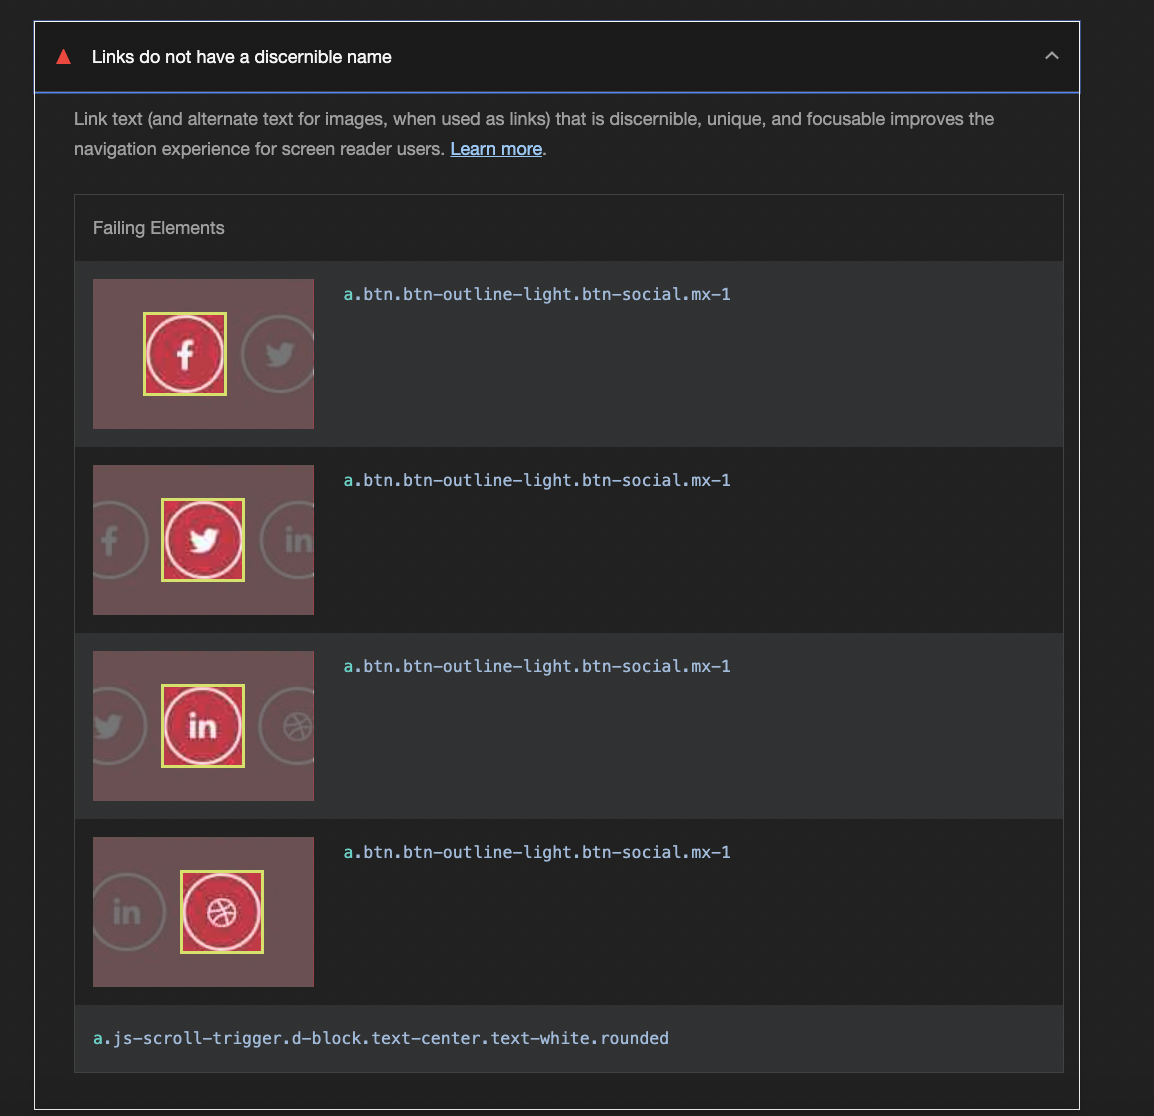 Links do not have a discernible name
Link text (and alternate text for images, when used as links) that is discernible, unique, and focusable improves the
navigation experience for screen reader users. Learn more.
Failing Elements
a.btn.btn-outline-light.btn-social.mx-1
f
a.btn.btn-outline-light.btn-social.mx-1
f
in
a.btn.btn-outline-light.btn-social.mx-1
in
a.btn.btn-outline-light.btn-social.mx-1
in
a.js-scroll-trigger.d-block.text-center.text-white.rounded